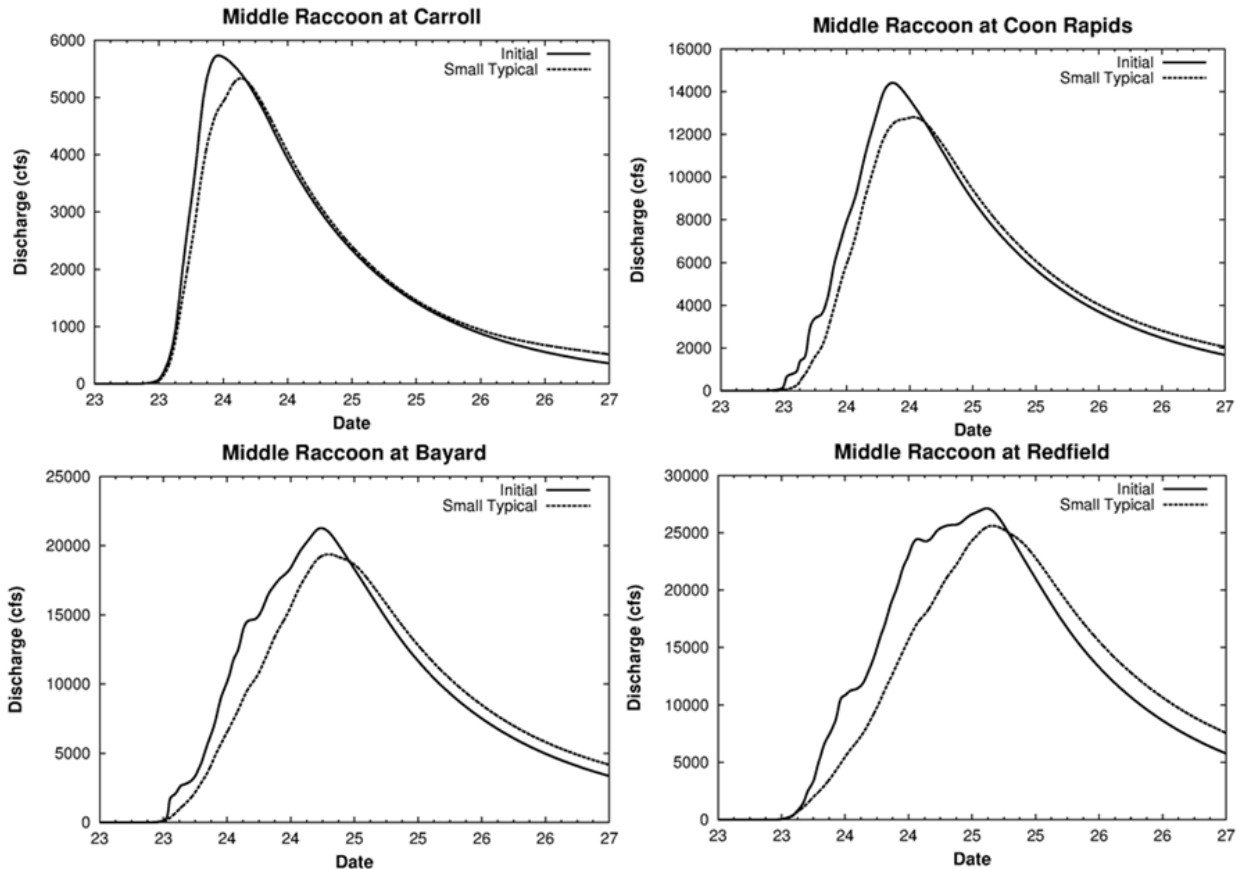 Middle Raccoon at Carroll
6000
5000
4000
3000
2000
1000
0
Discharge (cfs)
Initial
Small Typical
23 23 24 24 25 25 26 26 27
Date
Middle Raccoon at Coon Rapids
16000
14000
12000
10000
8000
6000
4000
2000
0
Discharge (cfs)
Initial
Small Typical
23 23 24 24 25 25 26 26 27
Date
Middle Raccoon at Bayard
25000
20000
15000
10000
5000
0
Discharge (cfs)
Initial
Small Typical
23 23 24 24 25 25 26 26 27
Date
Middle Raccoon at Redfield
30000
25000
20000
15000
10000
5000
0
Discharge (cfs)
Initial
Small Typical
23 23 24 24 25 25 26 26 27
Date